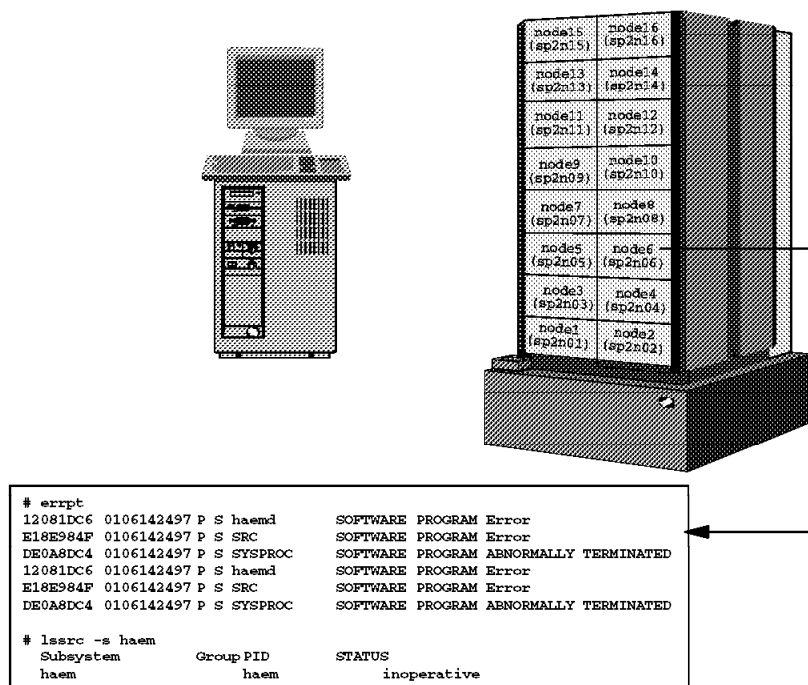 node15 node16
(sp2n15) (sp2n16)
node13 node14
(sp2n13) (sp2n14)
node11 node12
(sp2n11) (sp2n12)
node9 node10
(sp2n09) (sp2n10)
node7 node8
(sp2n07) (sp2n08)
node5 node6
(sp2n05) (sp2n06)
node3 node4
(sp2n03) (sp2n04)
node1 node2
(sp2n01) (sp2n02)
# errpt
12081DC6 0106142497 P S haemd SOFTWARE PROGRAM Error
E18E984F 0106142497 P S SRC SOFTWARE PROGRAM Error
DE0A8DC4 0106142497 P S SYSPROC SOFTWARE PROGRAM ABNORMALLY TERMINATED
12081DC6 0106142497 P S haemd SOFTWARE PROGRAM Error
E18E984F 0106142497 P S SRC SOFTWARE PROGRAM Error
DE0A8DC4 0106142497 P S SYSPROC SOFTWARE PROGRAM ABNORMALLY TERMINATED
# lssrc -s haem
Subsystem Group PID STATUS
haem haem inoperative